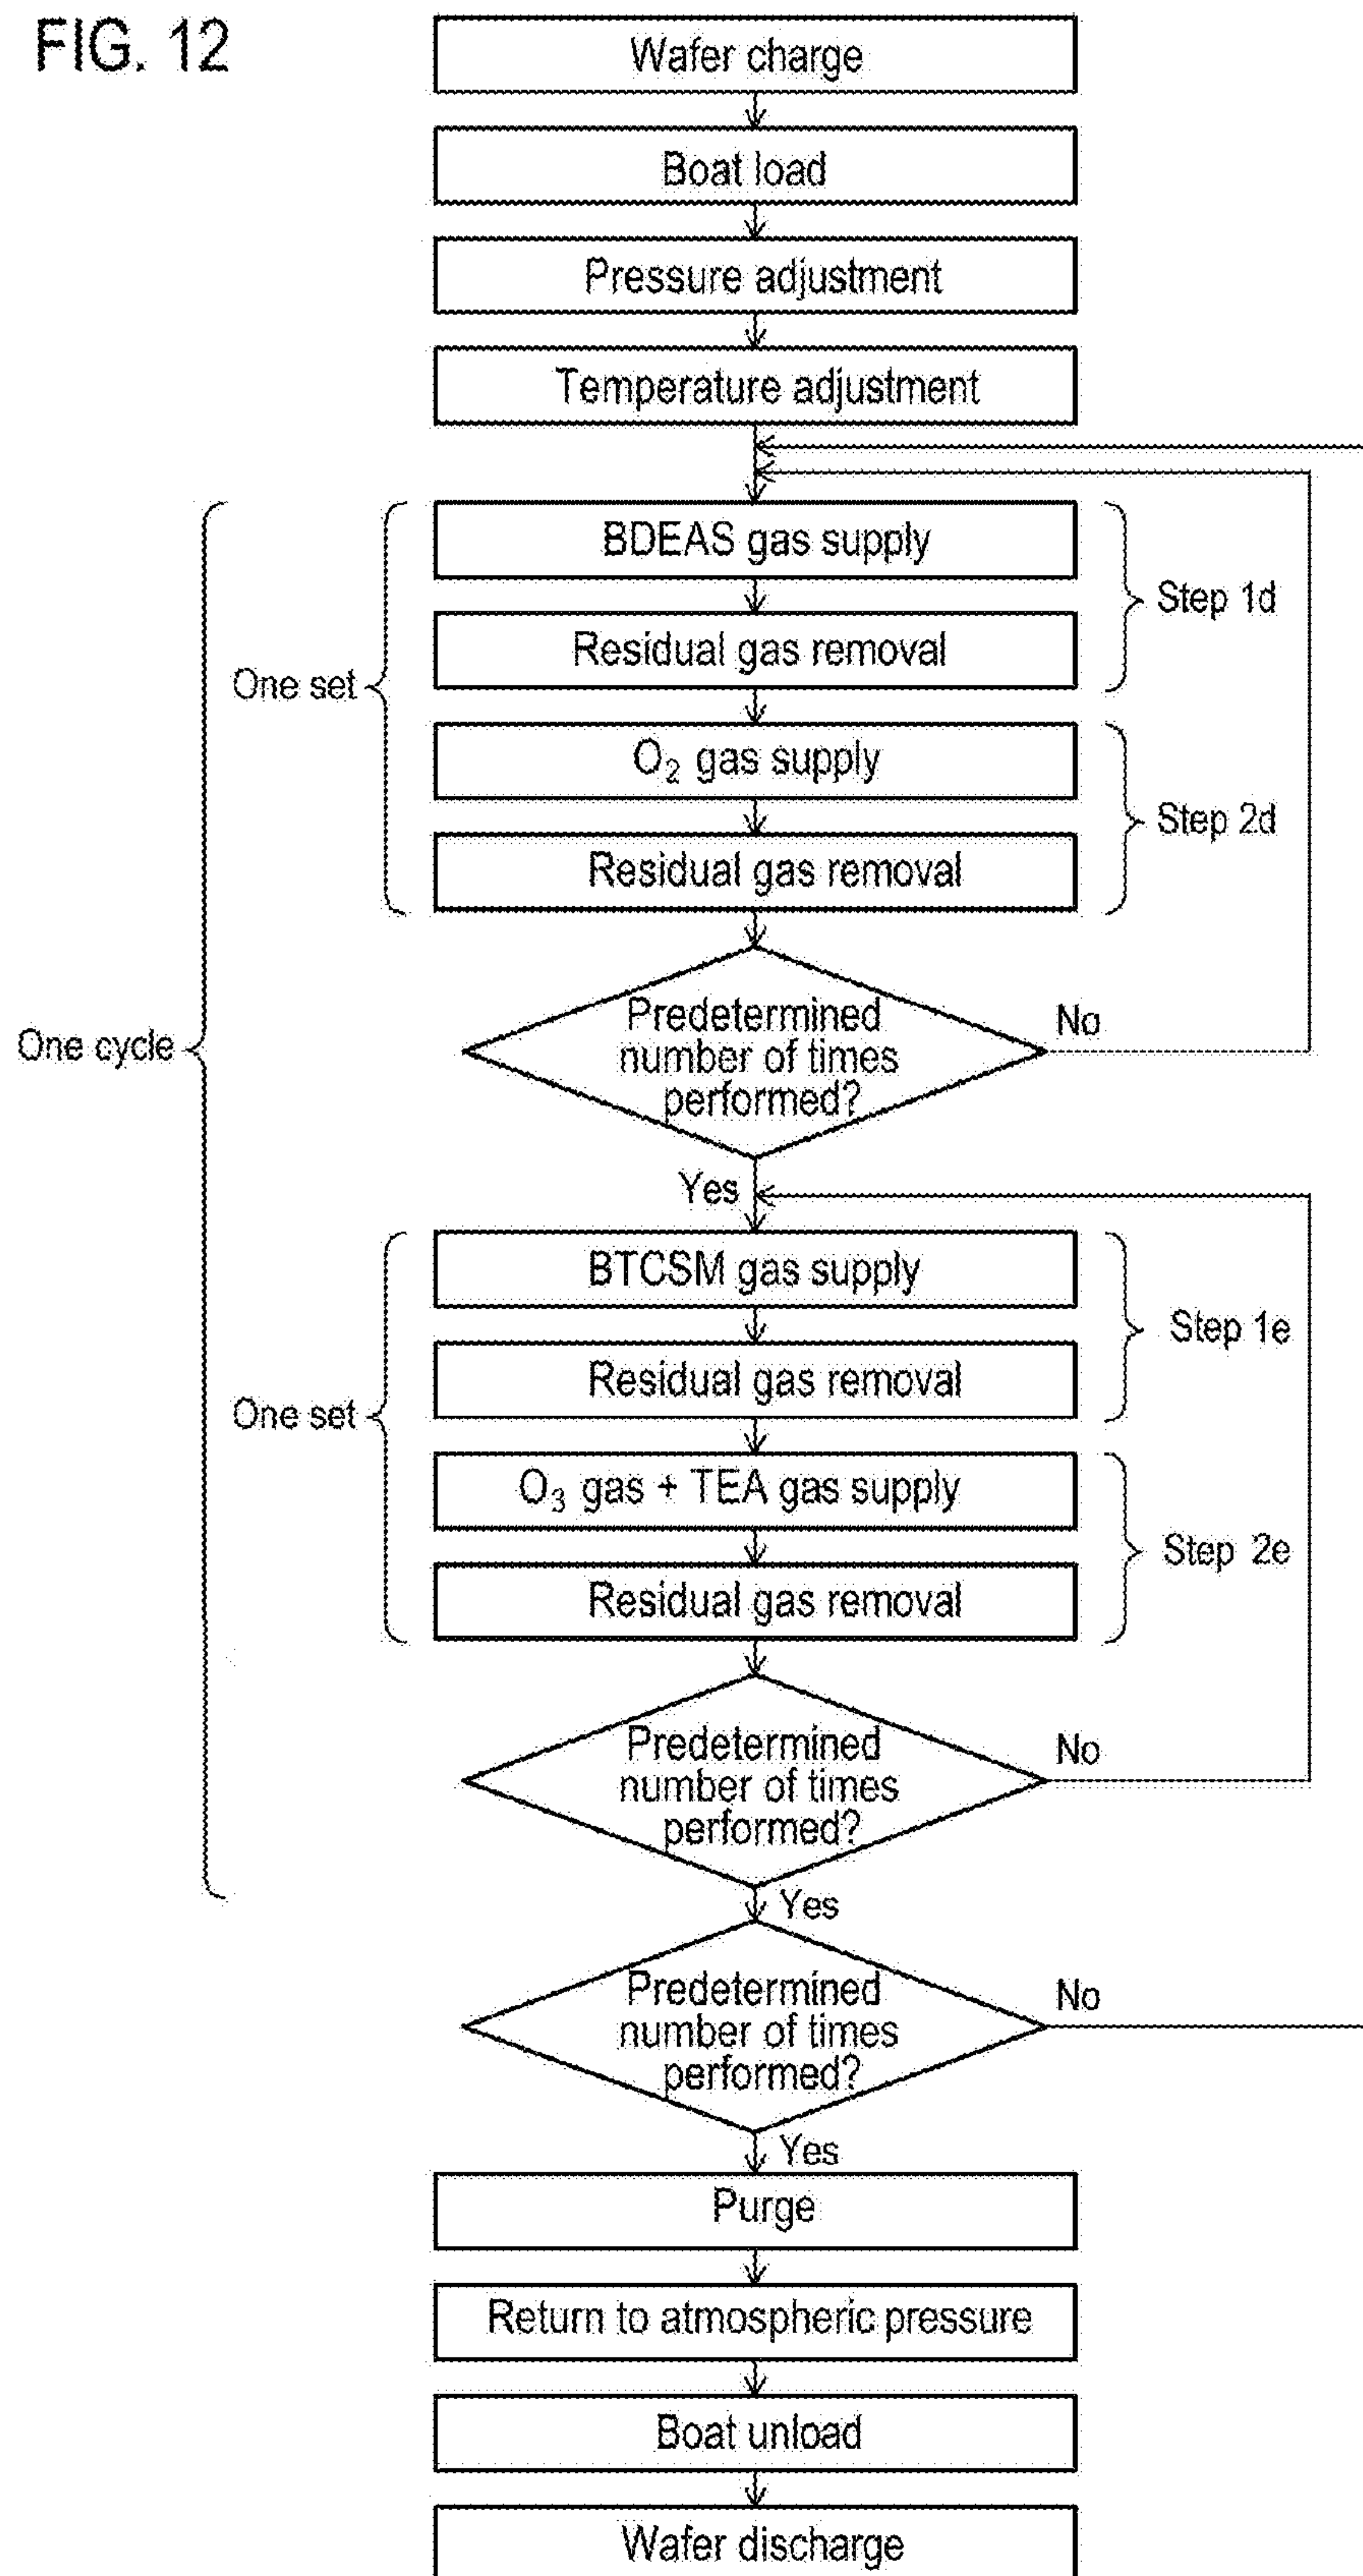 FIG. 12
Wafer charge
Boat load
Pressure adjustment
Temperature adjustment
BDEAS gas supply
Residual gas removal
Step 1d
One set
O₂ gas supply
Residual gas removal
Step 2d
Predetermined
number of times
performed?
No
One cycle
Yes
BTCSM gas supply
Residual gas removal
Step 1e
One set
O₃ gas + TEA gas supply
Residual gas removal
Step 2e
Predetermined
number of times
performed?
No
Yes
Predetermined
number of times
performed?
No
Yes
Purge
Return to atmospheric pressure
Boat unload
Wafer discharge